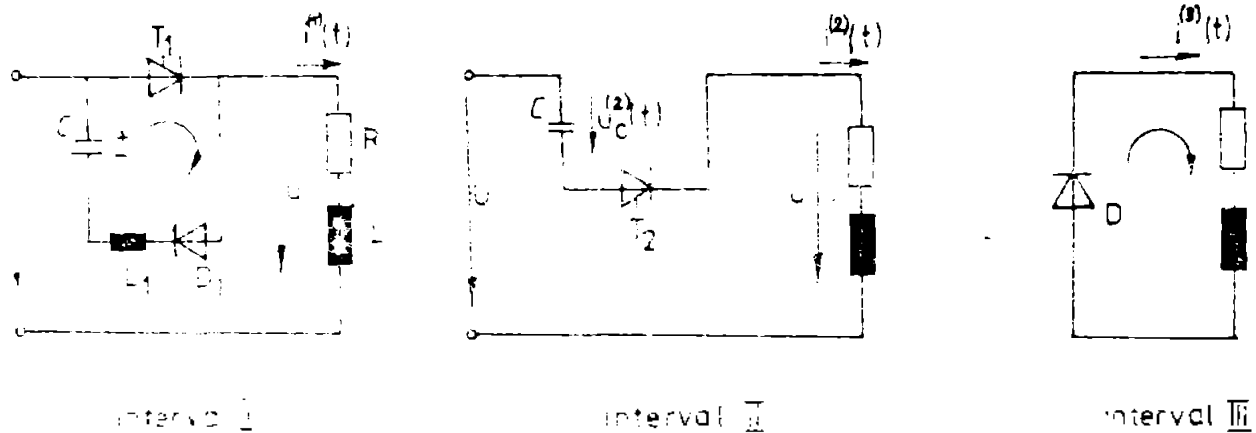 T1
i(1)(t)
C
±
R
u
L
L1
D1
interval I
i(2)(t)
C
uc(2)(t)
U
T2
u
interval II
i(3)(t)
D
interval III